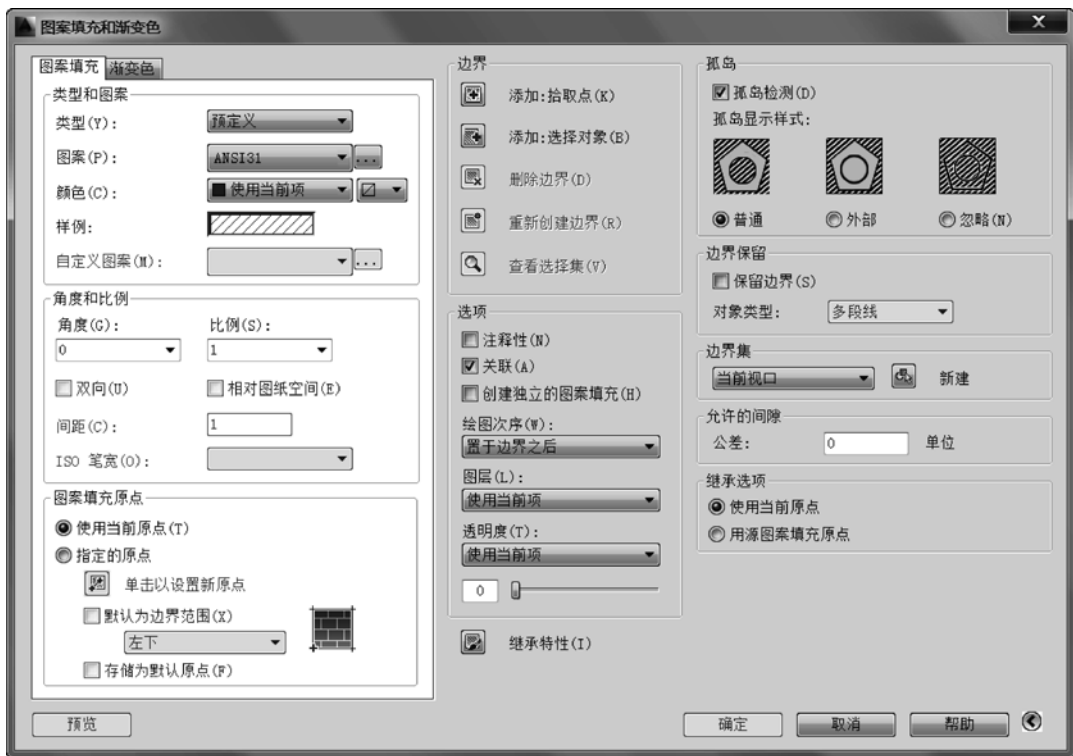 图案填充和渐变色
图案填充 渐变色
类型和图案
类型(Y): 预定义
图案(P): ANSI31 ...
颜色(C): 使用当前项
样例:
自定义图案(M): ...
角度和比例
角度(G): 比例(S):
0 1
双向(U) 相对图纸空间(E)
间距(C): 1
ISO 笔宽(O):
图案填充原点
使用当前原点(T)
指定的原点
单击以设置新原点
默认为边界范围(X)
左下
存储为默认原点(F)
预览
边界
添加:拾取点(K)
添加:选择对象(B)
删除边界(D)
重新创建边界(R)
查看选择集(V)
选项
注释性(N)
关联(A)
创建独立的图案填充(H)
绘图次序(W):
置于边界之后
图层(L):
使用当前项
透明度(T):
使用当前项
0
继承特性(I)
孤岛
孤岛检测(D)
孤岛显示样式:
普通 外部 忽略(N)
边界保留
保留边界(S)
对象类型: 多段线
边界集
当前视口 新建
允许的间隙
公差: 0 单位
继承选项
使用当前原点
用源图案填充原点
确定 取消 帮助